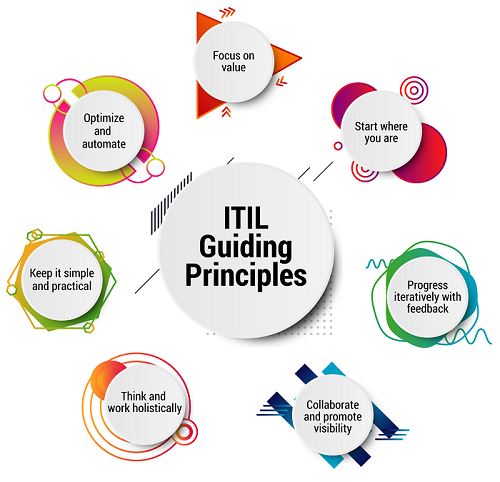 Focus on
value
Start where
you are
Progress
iteratively with
feedback
Collaborate
and promote
visibility
Think and
work holistically
Keep it simple
and practical
Optimize
and
automate
ITIL
Guiding
Principles